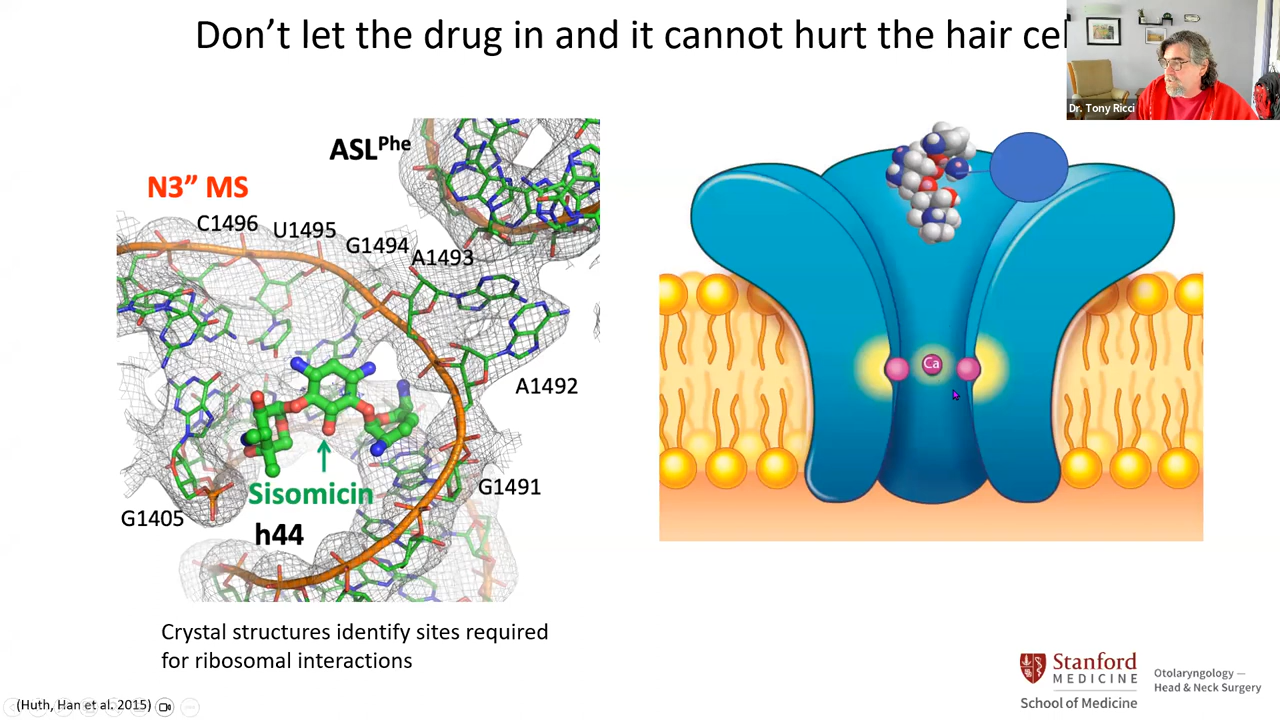 Don’t let the drug in and it cannot hurt the hair cel
Dr. Tony Ricci
ASLPhe
N3” MS
C1496
U1495
G1494
A1493
A1492
Sisomicin
G1491
G1405
h44
Ca
Crystal structures identify sites required
for ribosomal interactions
Stanford
MEDICINE
School of Medicine
Otolaryngology —
Head & Neck Surgery
(Huth, Han et al. 2015)